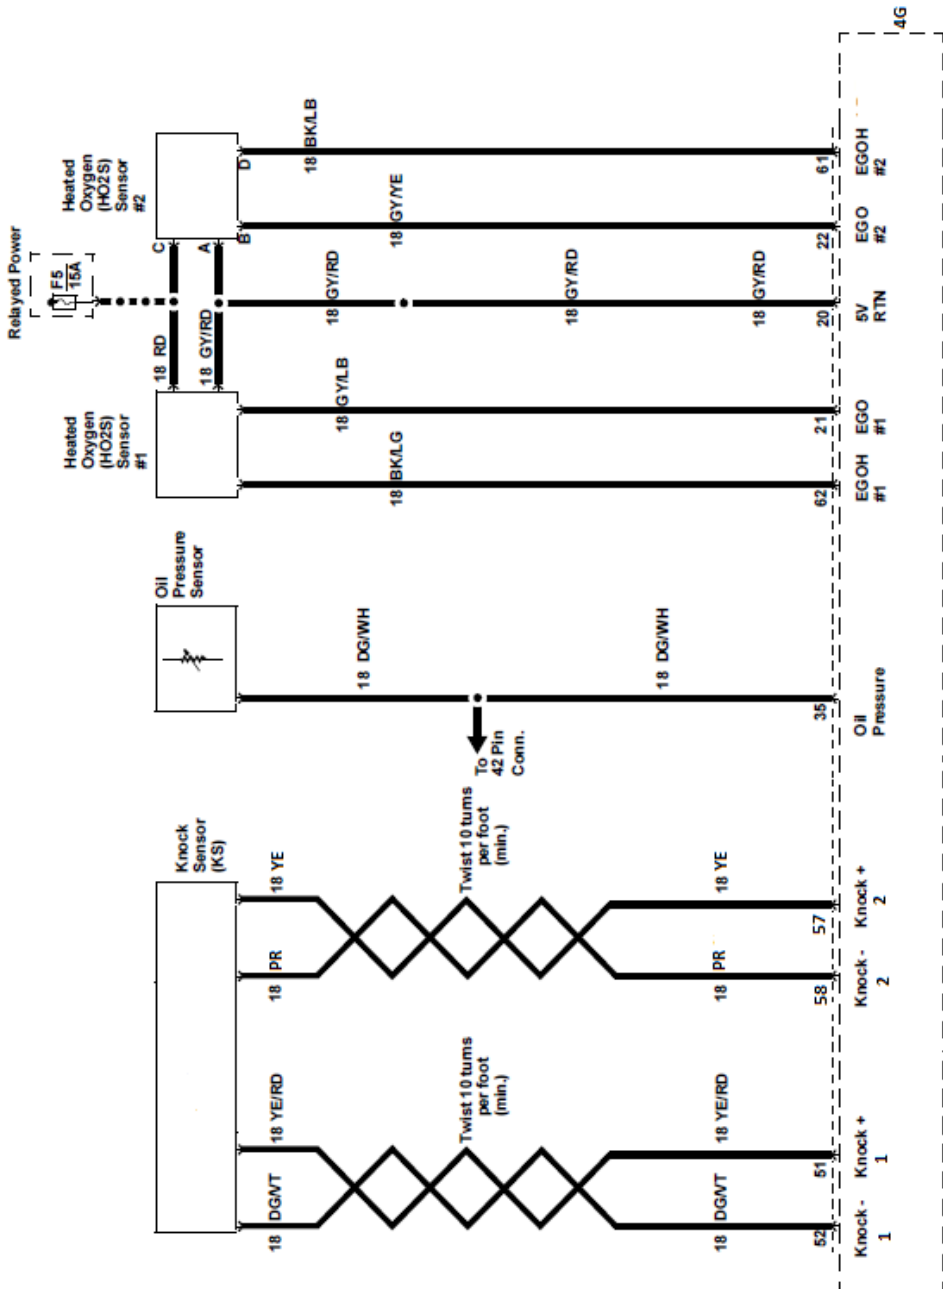 4G
Relayed Power
F5
15A
Heated
Oxygen
(HO2S)
Sensor
#2
C
A
D
B
18 BK/LB
61
EGOH
#2
18 GY/YE
22
EGO
#2
18 GY/RD
18 GY/RD
18 GY/RD
20
5V
RTN
18 RD
18 GY/RD
Heated
Oxygen
(HO2S)
Sensor
#1
18 GY/LB
21
EGO
#1
18 BK/LG
62
EGOH
#1
Oil
Pressure
Sensor
18 DG/WH
18 DG/WH
35
Oil
Pressure
To
42 Pin
Conn.
Knock
Sensor
(KS)
18 YE
Twist 10 turns
per foot
(min.)
18 YE
57
Knock +
2
18 PR
18 PR
58
Knock -
2
18 YE/RD
Twist 10 turns
per foot
(min.)
18 YE/RD
51
Knock +
1
18 DG/VT
18 DG/VT
52
Knock -
1